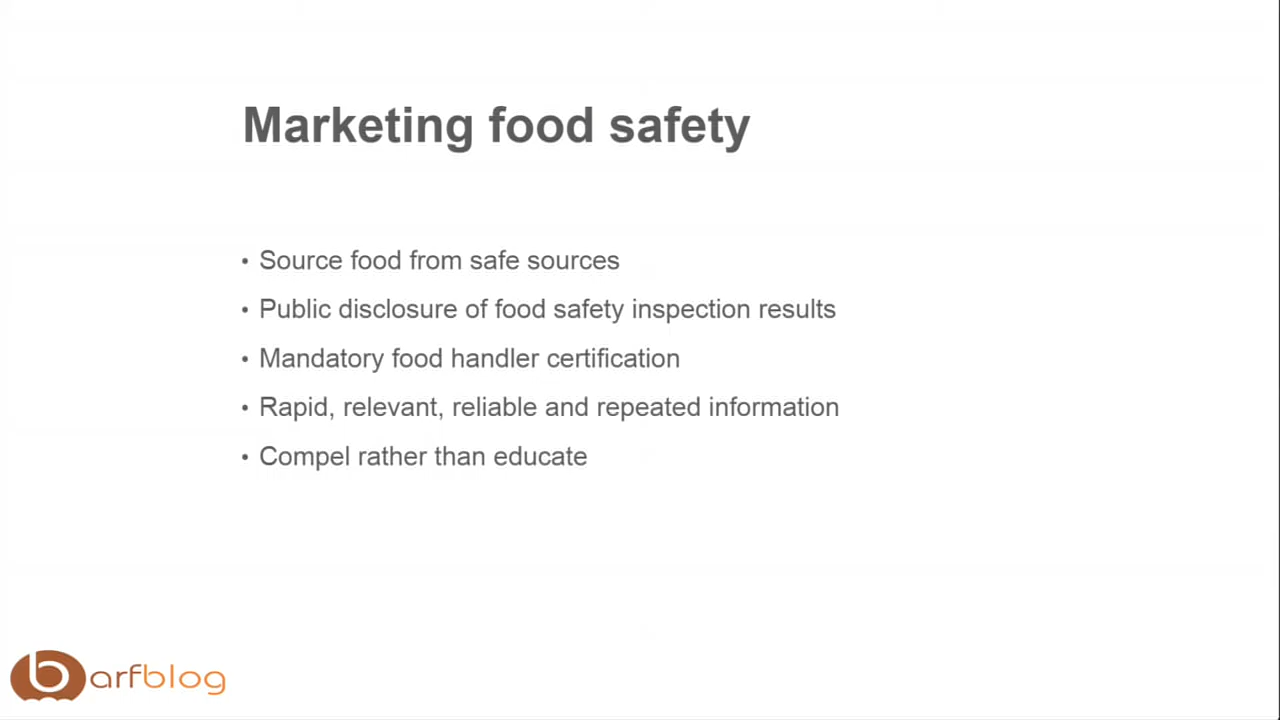 Marketing food safety
• Source food from safe sources
• Public disclosure of food safety inspection results
• Mandatory food handler certification
• Rapid, relevant, reliable and repeated information
• Compel rather than educate
barfblog